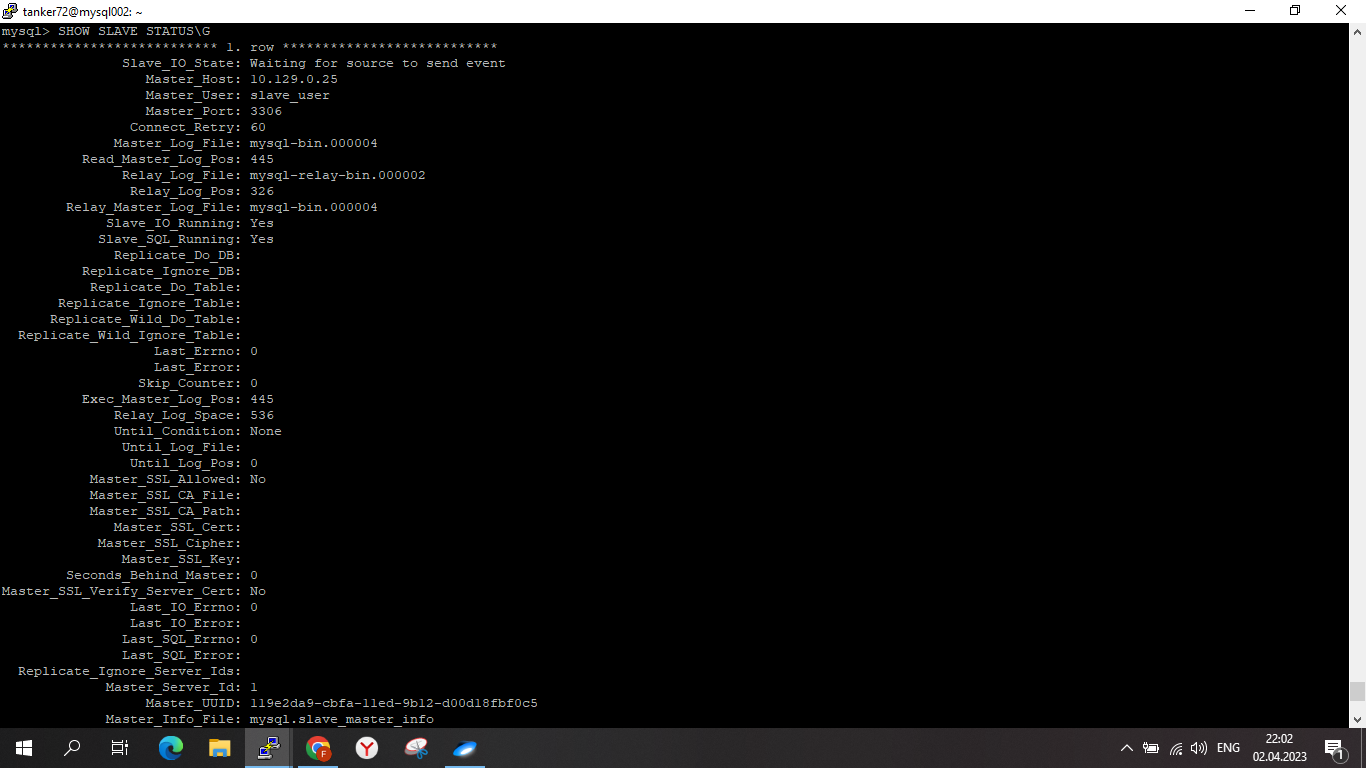 tanker72@mysql002: ~
mysql> SHOW SLAVE STATUS\G
*************************** 1. row ***************************
Slave_IO_State: Waiting for source to send event
Master_Host: 10.129.0.25
Master_User: slave_user
Master_Port: 3306
Connect_Retry: 60
Master_Log_File: mysql-bin.000004
Read_Master_Log_Pos: 445
Relay_Log_File: mysql-relay-bin.000002
Relay_Log_Pos: 326
Relay_Master_Log_File: mysql-bin.000004
Slave_IO_Running: Yes
Slave_SQL_Running: Yes
Replicate_Do_DB:
Replicate_Ignore_DB:
Replicate_Do_Table:
Replicate_Ignore_Table:
Replicate_Wild_Do_Table:
Replicate_Wild_Ignore_Table:
Last_Errno: 0
Last_Error:
Skip_Counter: 0
Exec_Master_Log_Pos: 445
Relay_Log_Space: 536
Until_Condition: None
Until_Log_File:
Until_Log_Pos: 0
Master_SSL_Allowed: No
Master_SSL_CA_File:
Master_SSL_CA_Path:
Master_SSL_Cert:
Master_SSL_Cipher:
Master_SSL_Key:
Seconds_Behind_Master: 0
Master_SSL_Verify_Server_Cert: No
Last_IO_Errno: 0
Last_IO_Error:
Last_SQL_Errno: 0
Last_SQL_Error:
Replicate_Ignore_Server_Ids:
Master_Server_Id: 1
Master_UUID: 119e2da9-cbfa-11ed-9b12-d00d18fbf0c5
Master_Info_File: mysql.slave_master_info
F
Y
ENG
22:02
02.04.2023
1